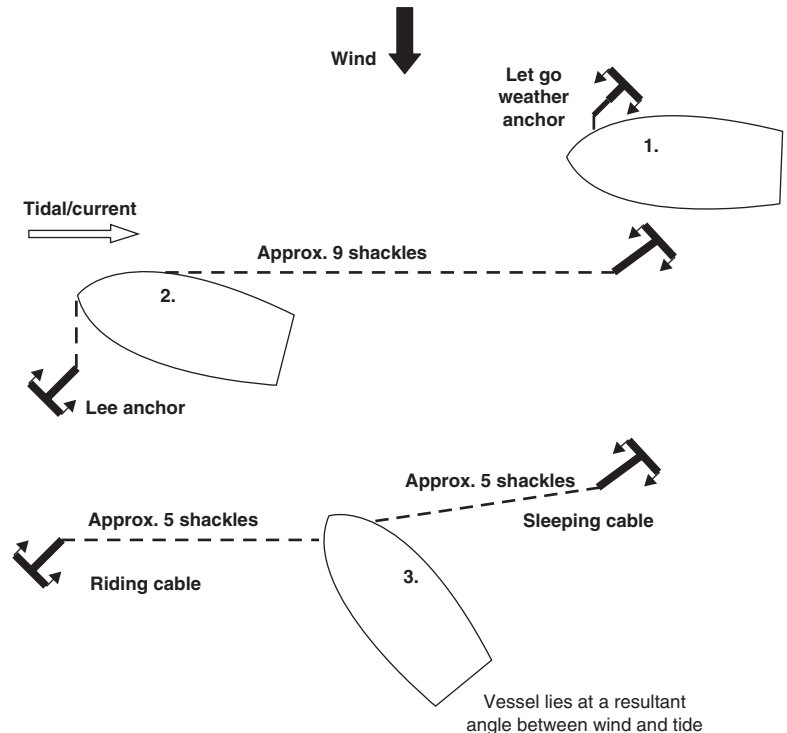 Wind
Let go
weather
anchor
1.
Tidal/current
Approx. 9 shackles
2.
Lee anchor
Approx. 5 shackles
Approx. 5 shackles
Sleeping cable
Riding cable
3.
Vessel lies at a resultant
angle between wind and tide